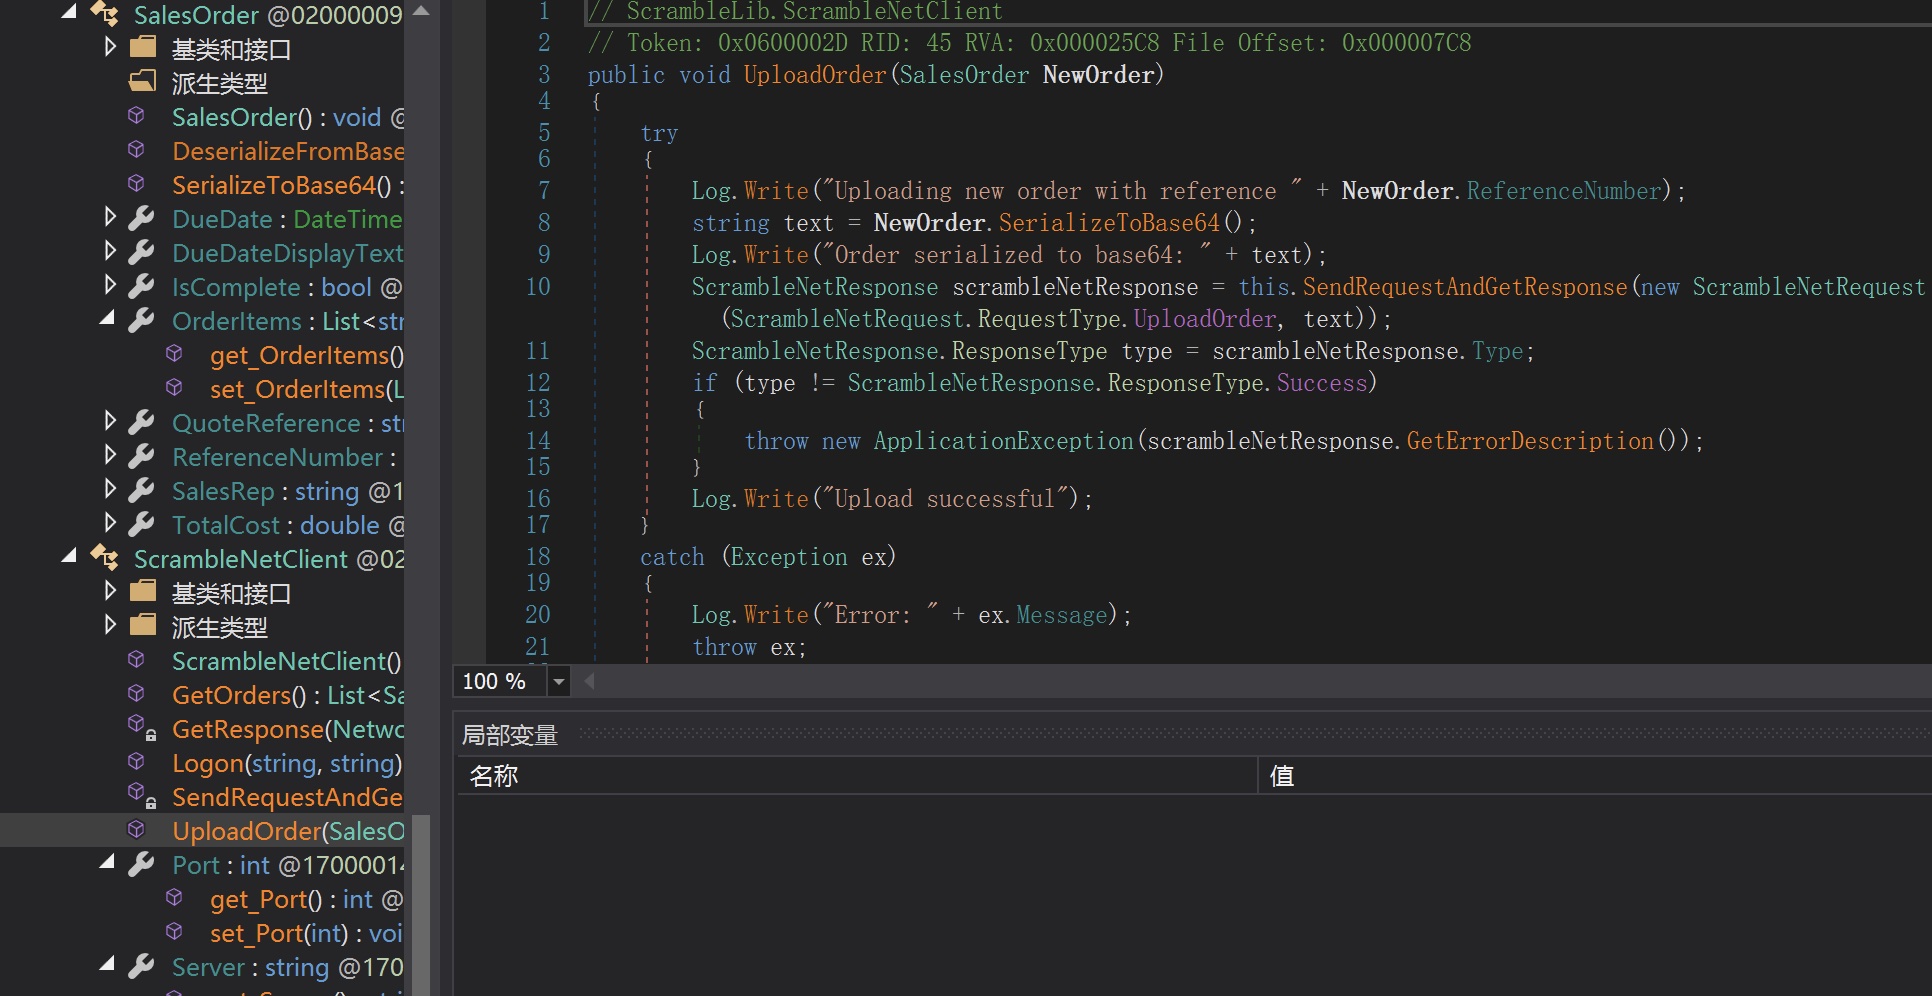 SalesOrder @02000009
基类和接口
派生类型
SalesOrder() : void @
DeserializeFromBase
SerializeToBase64() :
DueDate : DateTime
DueDateDisplayText
IsComplete : bool @
OrderItems : List<str
get_OrderItems()
set_OrderItems(L
QuoteReference : str
ReferenceNumber :
SalesRep : string @1
TotalCost : double @
ScrambleNetClient @02
基类和接口
派生类型
ScrambleNetClient()
GetOrders() : List<Sa
GetResponse(Netwo
Logon(string, string)
SendRequestAndGe
UploadOrder(SalesO
Port : int @17000014
get_Port() : int @
set_Port(int) : voi
Server : string @170
1 // ScrambleLib.ScrambleNetClient
2 // Token: 0x0600002D RID: 45 RVA: 0x000025C8 File Offset: 0x000007C8
3 public void UploadOrder(SalesOrder NewOrder)
4 {
5 try
6 {
7 Log.Write("Uploading new order with reference " + NewOrder.ReferenceNumber);
8 string text = NewOrder.SerializeToBase64();
9 Log.Write("Order serialized to base64: " + text);
10 ScrambleNetResponse scrambleNetResponse = this.SendRequestAndGetResponse(new ScrambleNetRequest
(ScrambleNetRequest.RequestType.UploadOrder, text));
11 ScrambleNetResponse.ResponseType type = scrambleNetResponse.Type;
12 if (type != ScrambleNetResponse.ResponseType.Success)
13 {
14 throw new ApplicationException(scrambleNetResponse.GetErrorDescription());
15 }
16 Log.Write("Upload successful");
17 }
18 catch (Exception ex)
19 {
20 Log.Write("Error: " + ex.Message);
21 throw ex;
100 %
局部变量
名称 值